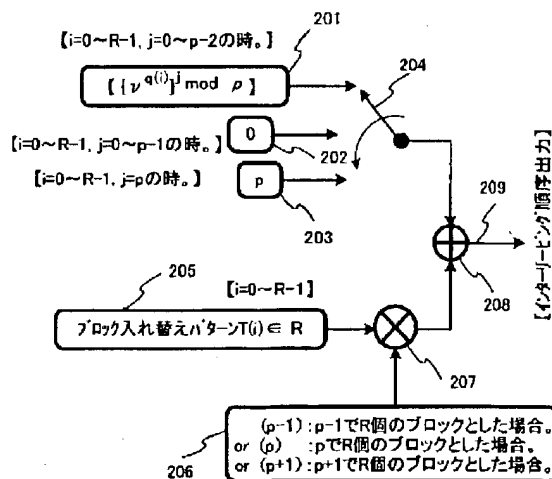 201
【i=0~R-1, j=0~p-2の時。】
[ {ν^q(i)}^j mod ρ ]
204
【i=0~R-1, j=0~p-1の時。】
0
202
【i=0~R-1, j=pの時。】
p
203
209
【インターリービング順序出力】
208
205
【i=0~R-1】
ブロック入れ替えパターンT(i)∈ R
207
(p-1):p-1でR個のブロックとした場合。
or (p) :pでR個のブロックとした場合。
or (p+1):p+1でR個のブロックとした場合。
206